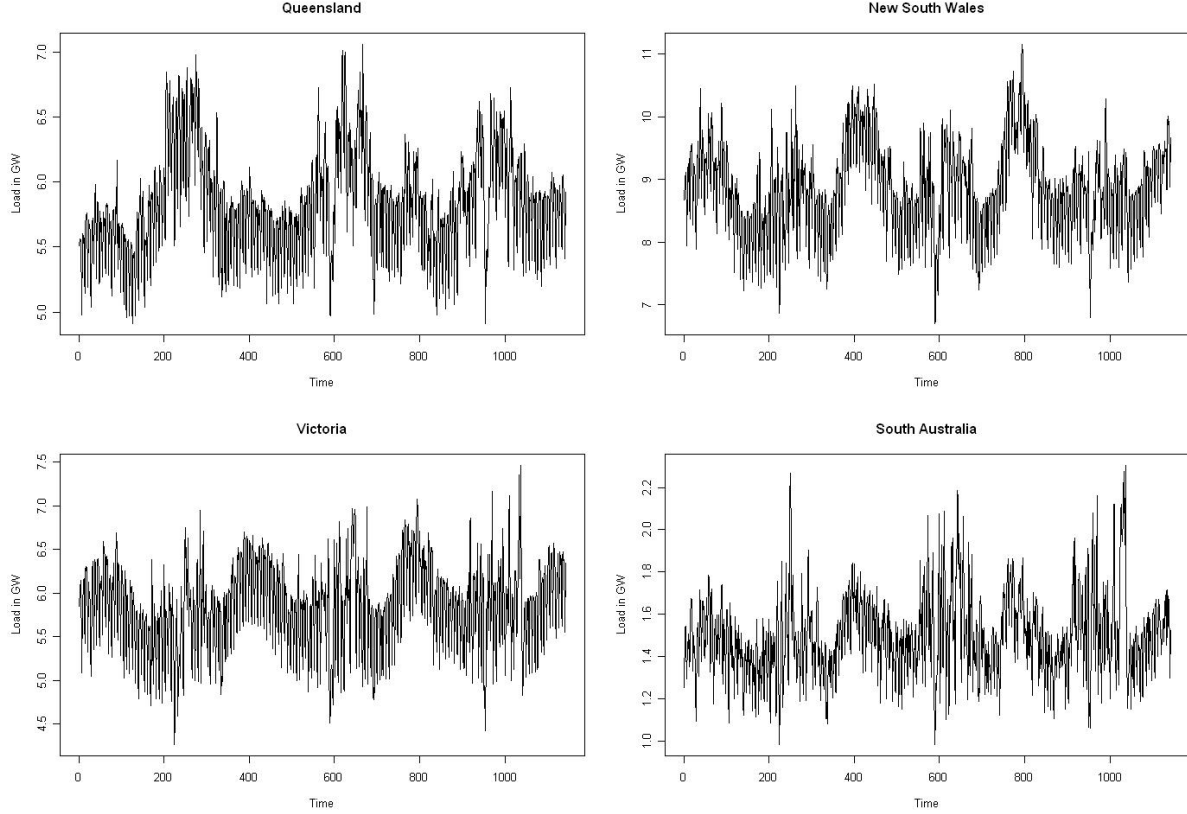 Queensland
Load in GW
7.0
6.5
6.0
5.5
5.0
0 200 400 600 800 1000
Time
New South Wales
Load in GW
11
10
9
8
7
0 200 400 600 800 1000
Time
Victoria
Load in GW
7.5
7.0
6.5
6.0
5.5
5.0
4.5
0 200 400 600 800 1000
Time
South Australia
Load in GW
2.2
2.0
1.8
1.6
1.4
1.2
1.0
0 200 400 600 800 1000
Time